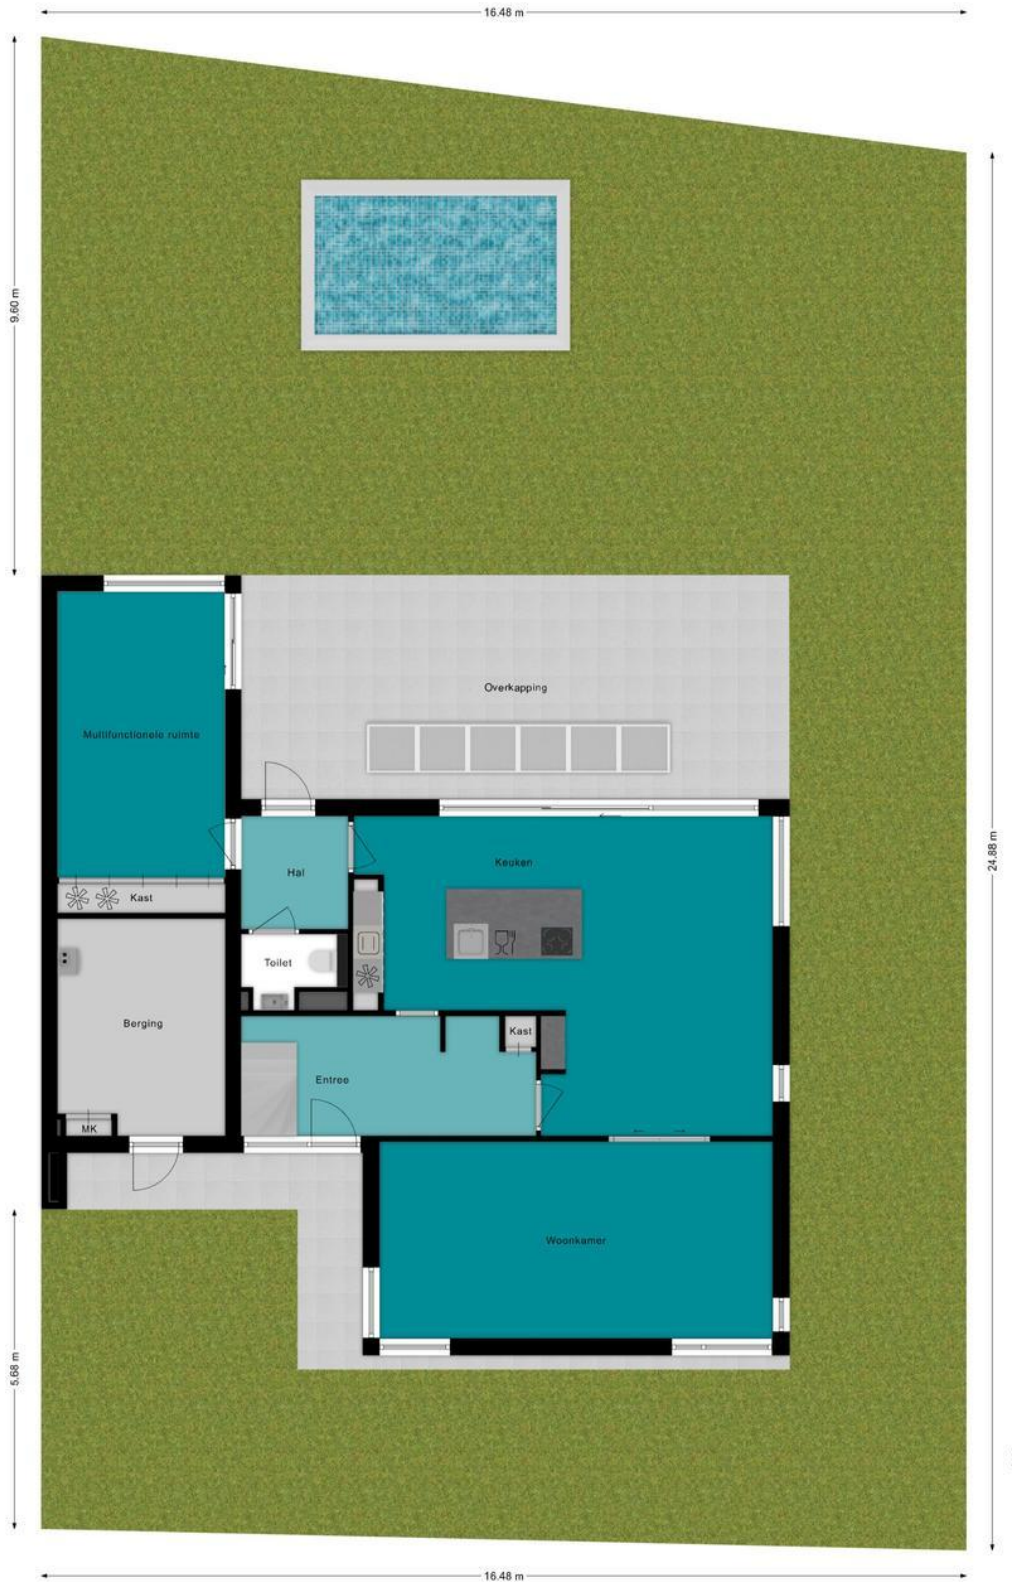 16.48 m
9.60 m
Overkapping
Multifunctionele ruimte
24.88 m
Keuken
Hal
Kast
Toilet
Berging
Kast
Entree
MK
Woonkamer
5.68 m
16.48 m